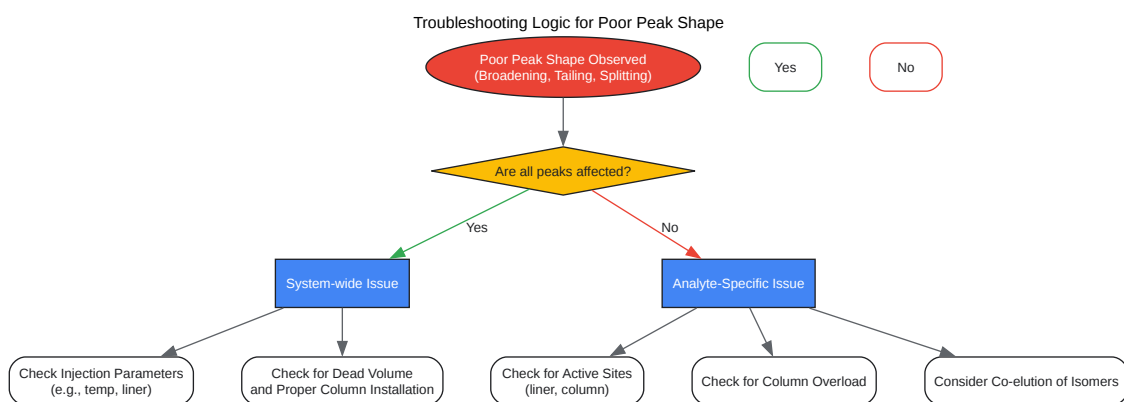 Troubleshooting Logic for Poor Peak Shape
Poor Peak Shape Observed
(Broadening, Tailing, Splitting)
Yes
No
Are all peaks affected?
Yes
No
System-wide Issue
Analyte-Specific Issue
Check Injection Parameters
(e.g., temp, liner)
Check for Dead Volume
and Proper Column Installation
Check for Active Sites
(liner, column)
Check for Column Overload
Consider Co-elution of Isomers